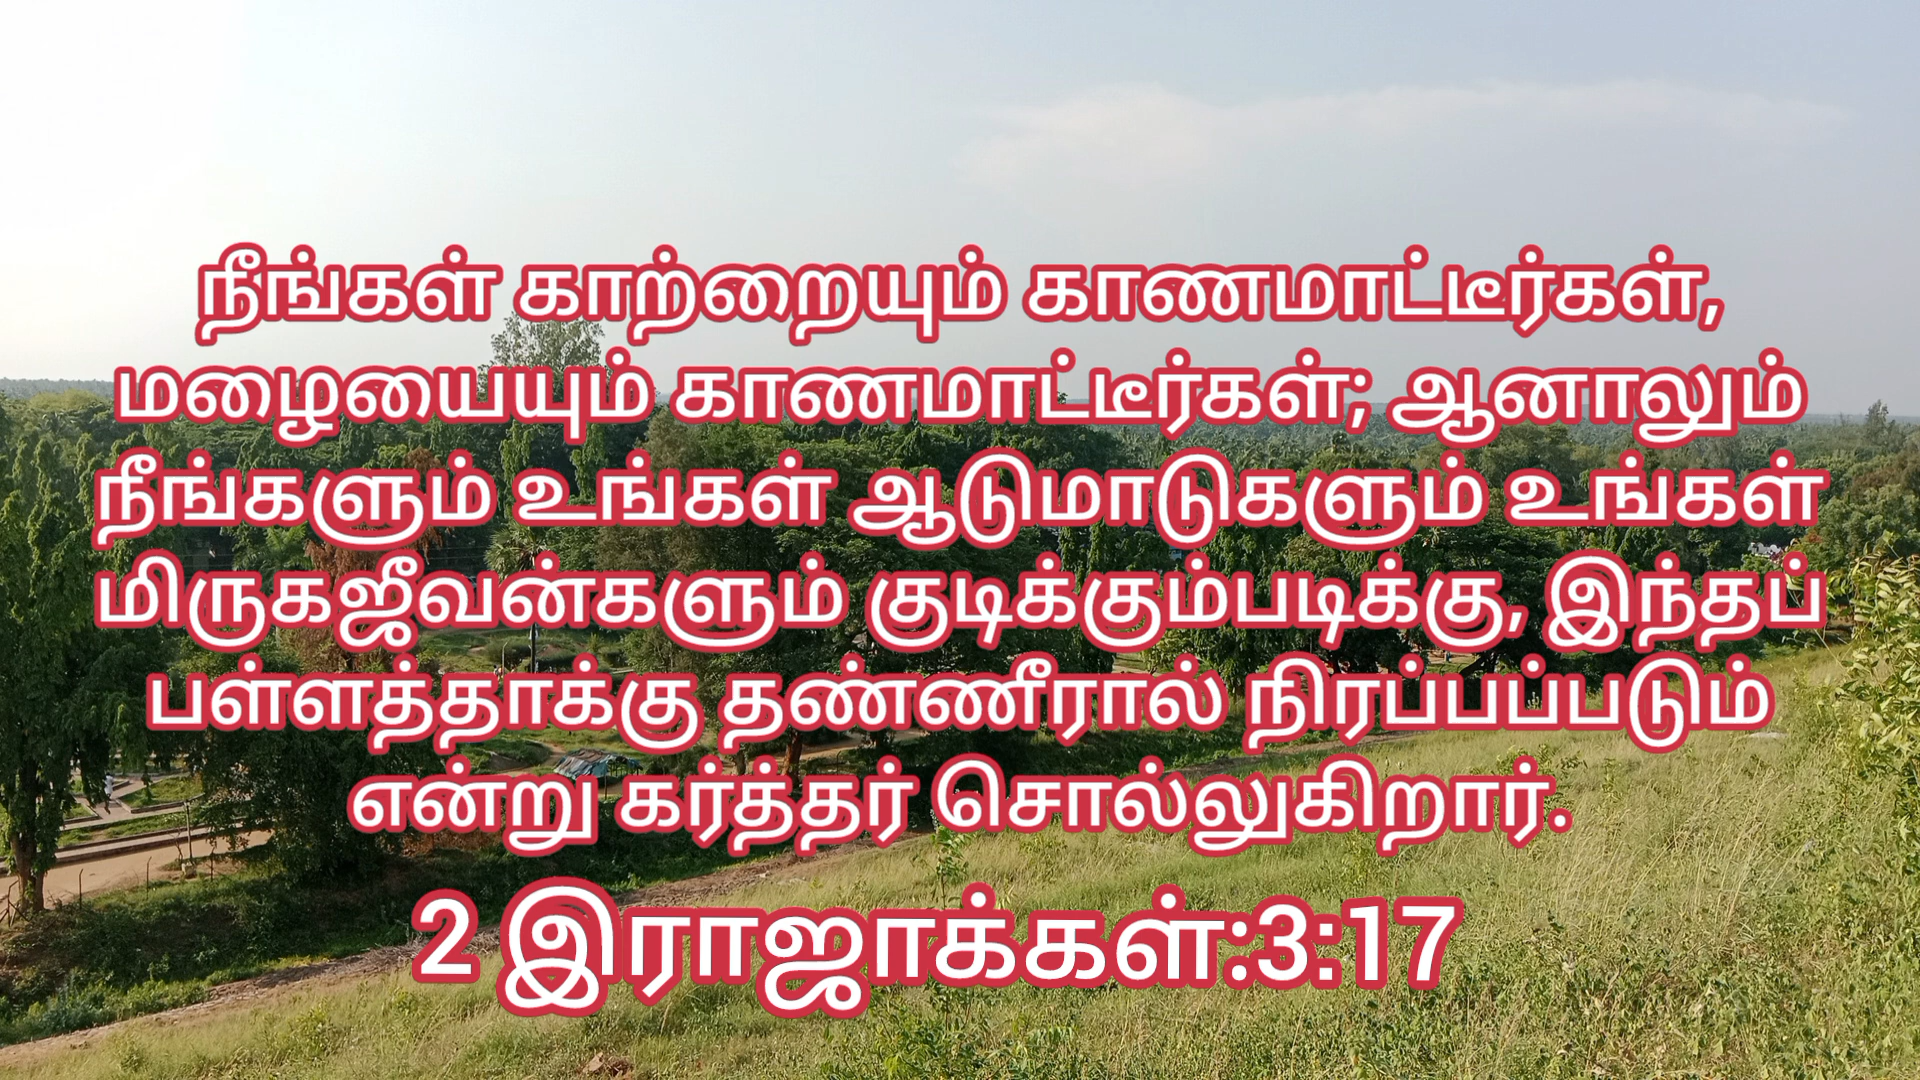 நீங்கள் காற்றையும் காணமாட்டீர்கள்,
மழையையும் காணமாட்டீர்கள்; ஆனாலும்
நீங்களும் உங்கள் ஆடுமாடுகளும் உங்கள்
மிருகஜீவன்களும் குடிக்கும்படிக்கு, இந்தப்
பள்ளத்தாக்கு தண்ணீரால் நிரப்பப்படும்
என்று கர்த்தர் சொல்லுகிறார்.
2 இராஜாக்கள்:3:17